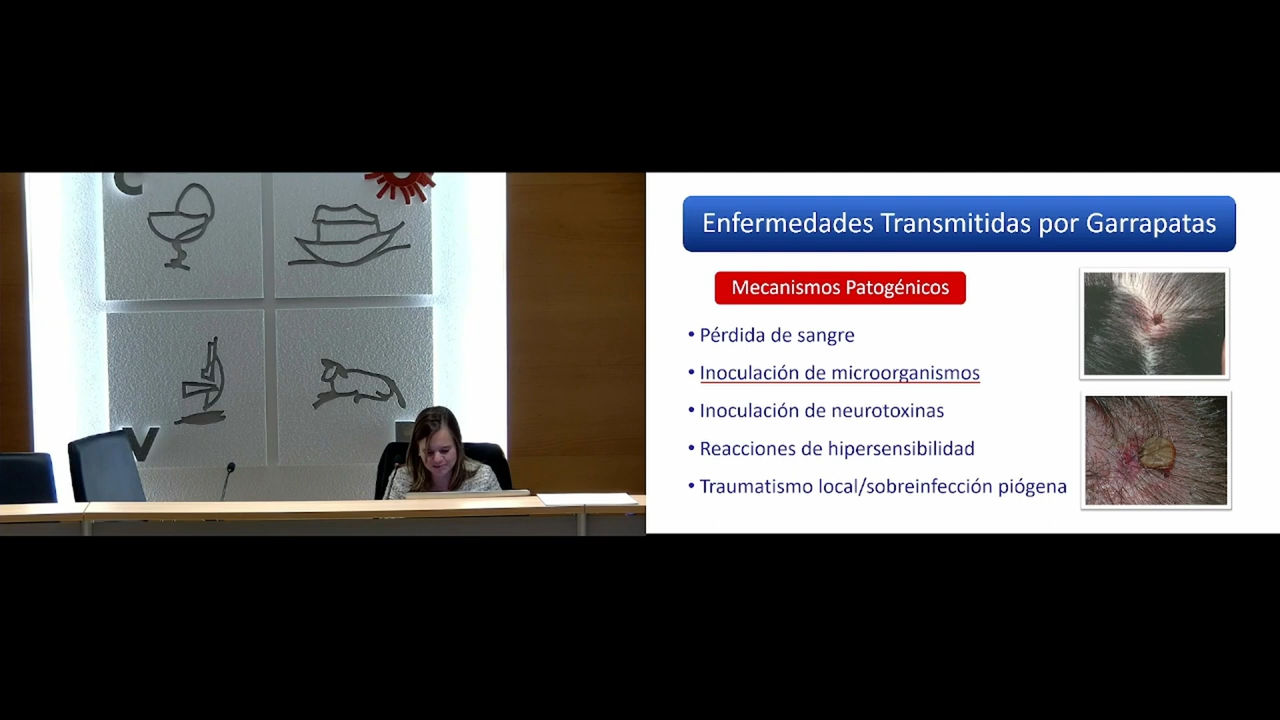 C
V
Enfermedades Transmitidas por Garrapatas
Mecanismos Patogénicos
• Pérdida de sangre
• Inoculación de microorganismos
• Inoculación de neurotoxinas
• Reacciones de hipersensibilidad
• Traumatismo local/sobreinfección piógena